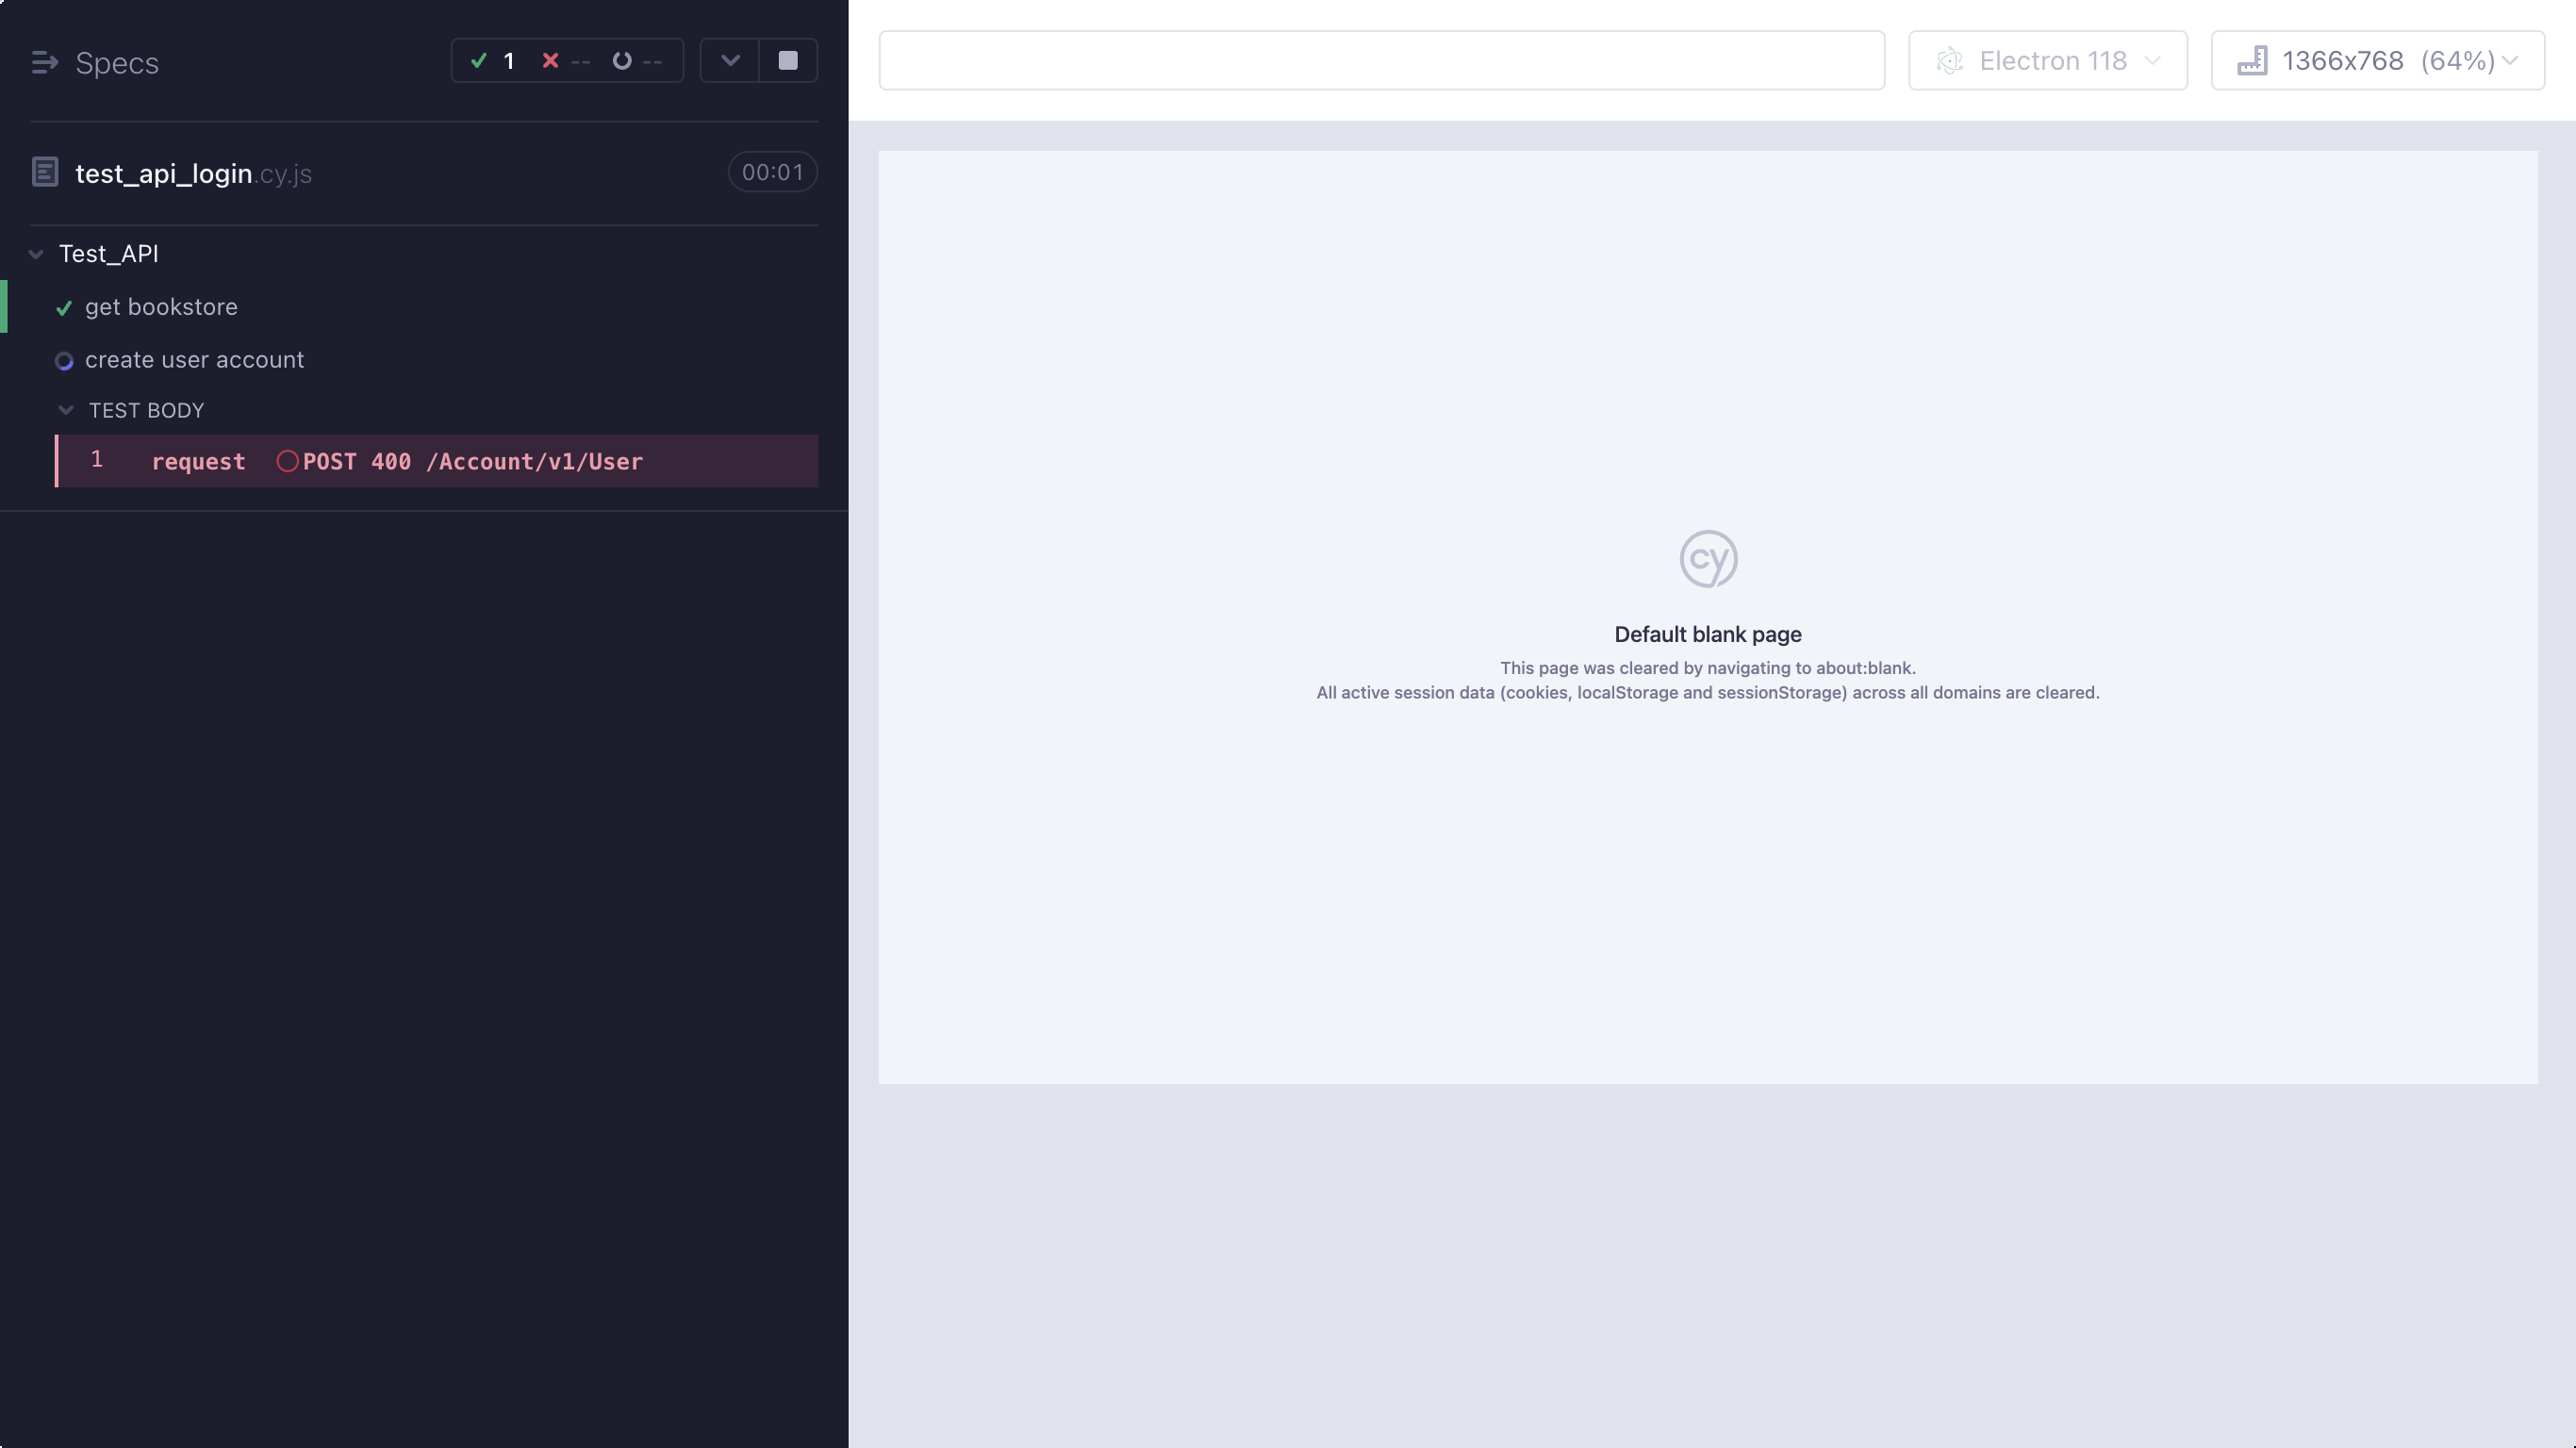 Specs
1 -- --
test_api_login.cy.js
00:01
Test_API
get bookstore
create user account
TEST BODY
1 request POST 400 /Account/v1/User
Electron 118
1366x768 (64%)
cy
Default blank page
This page was cleared by navigating to about:blank.
All active session data (cookies, localStorage and sessionStorage) across all domains are cleared.